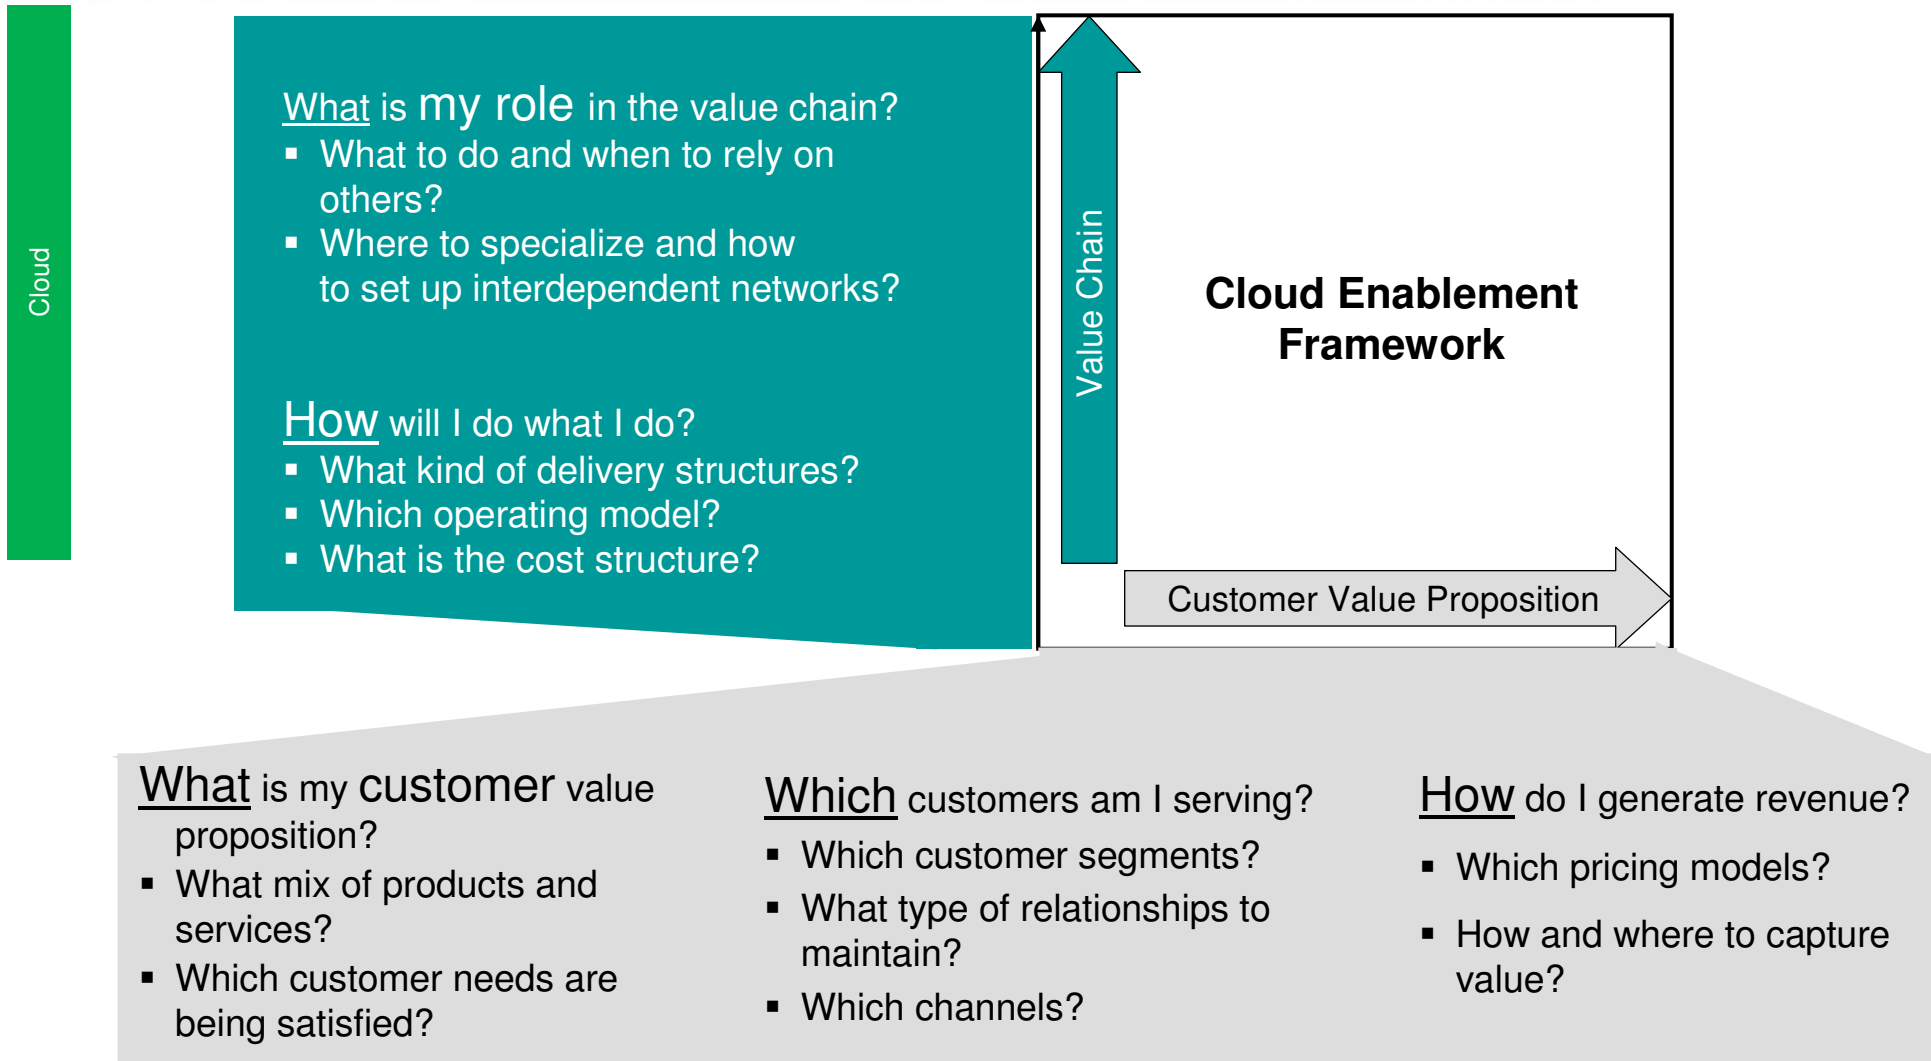 Cloud
What is my role in the value chain?
▪ What to do and when to rely on
others?
▪ Where to specialize and how
to set up interdependent networks?
How will I do what I do?
▪ What kind of delivery structures?
▪ Which operating model?
▪ What is the cost structure?
Value Chain
Cloud Enablement
Framework
Customer Value Proposition
What is my customer value
proposition?
▪ What mix of products and
services?
▪ Which customer needs are
being satisfied?
Which customers am I serving?
▪ Which customer segments?
▪ What type of relationships to
maintain?
▪ Which channels?
How do I generate revenue?
▪ Which pricing models?
▪ How and where to capture
value?